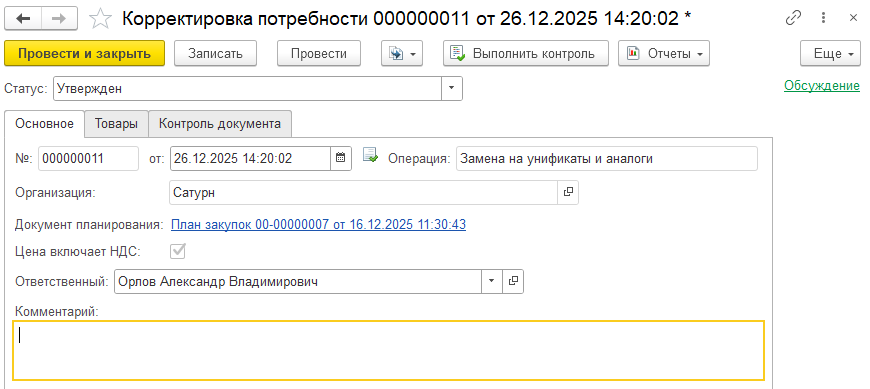 Корректировка потребности 000000011 от 26.12.2025 14:20:02 *
Провести и закрыть Записать Провести Выполнить контроль Отчеты Еще
Статус: Утвержден Обсуждение
Основное Товары Контроль документа
№: 000000011 от: 26.12.2025 14:20:02 Операция: Замена на унификаты и аналоги
Организация: Сатурн
Документ планирования: План закупок 00-00000007 от 16.12.2025 11:30:43
Цена включает НДС:
Ответственный: Орлов Александр Владимирович
Комментарий: